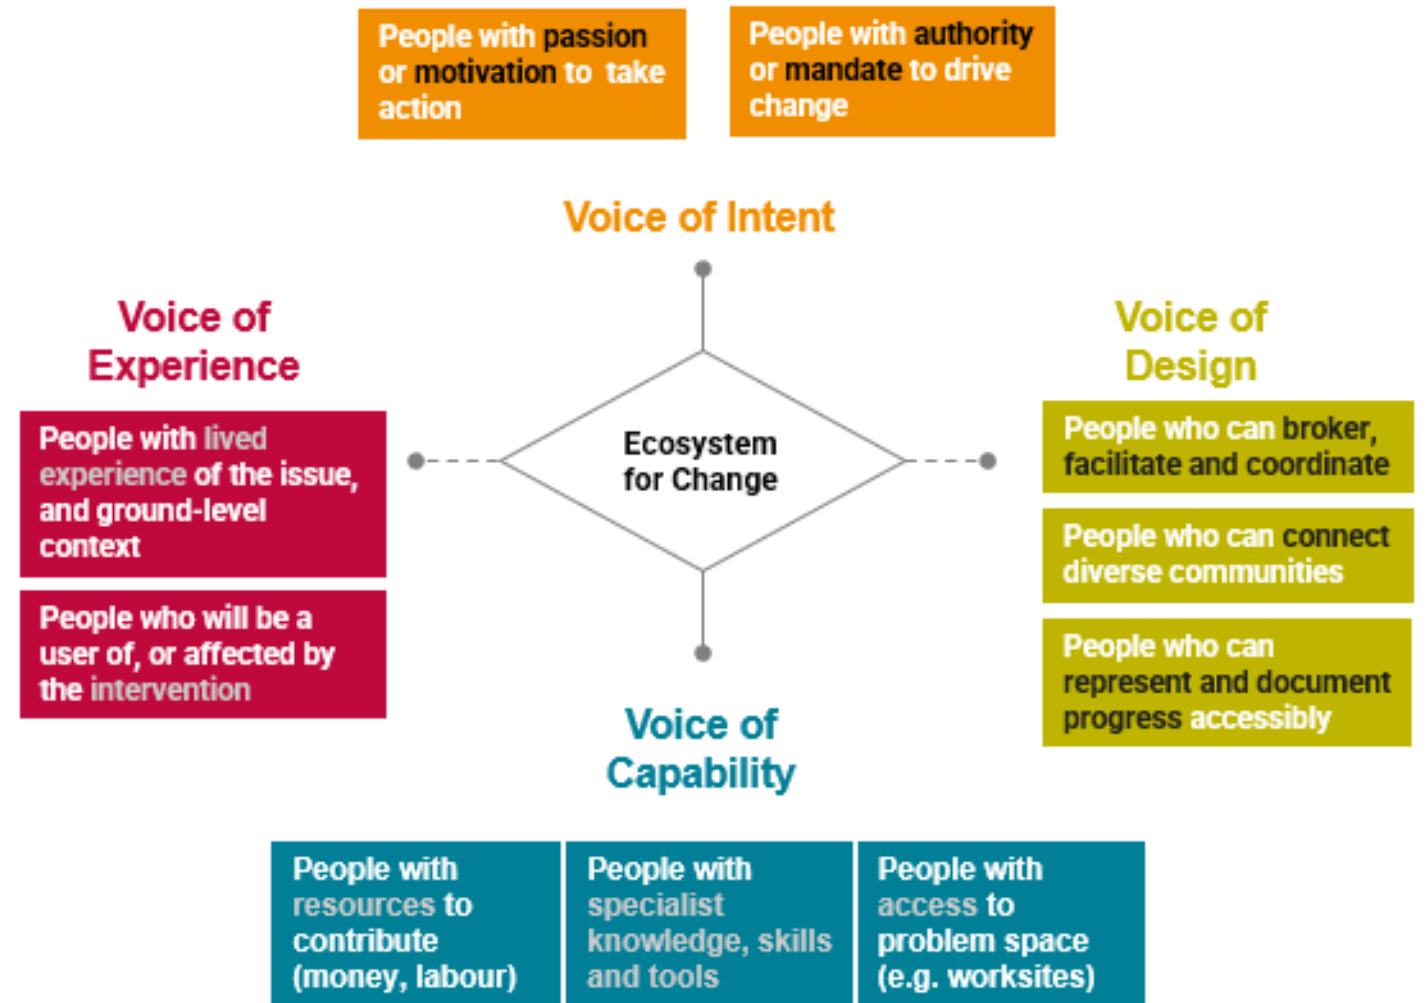 People with passion
or motivation to take
action
People with authority
or mandate to drive
change
Voice of Intent
Voice of
Experience
People with lived
experience of the issue,
and ground-level
context
People who will be a
user of, or affected by
the intervention
Ecosystem
for Change
Voice of
Design
People who can broker,
facilitate and coordinate
People who can connect
diverse communities
People who can
represent and document
progress accessibly
Voice of
Capability
People with
resources to
contribute
(money, labour)
People with
specialist
knowledge, skills
and tools
People with
access to
problem space
(e.g. worksites)